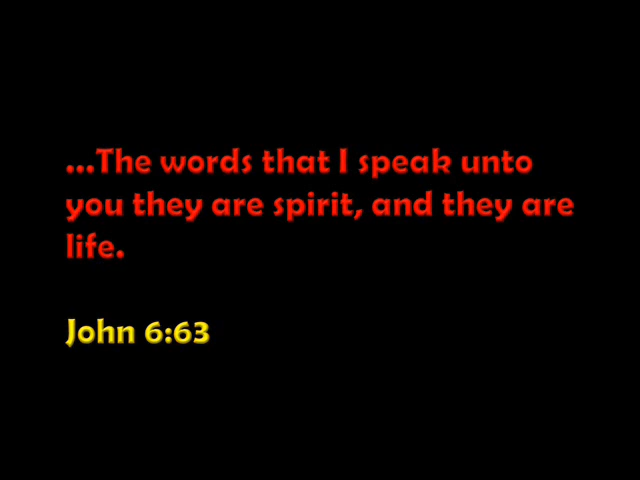 ...The words that I speak unto
you they are spirit, and they are
life.
John 6:63